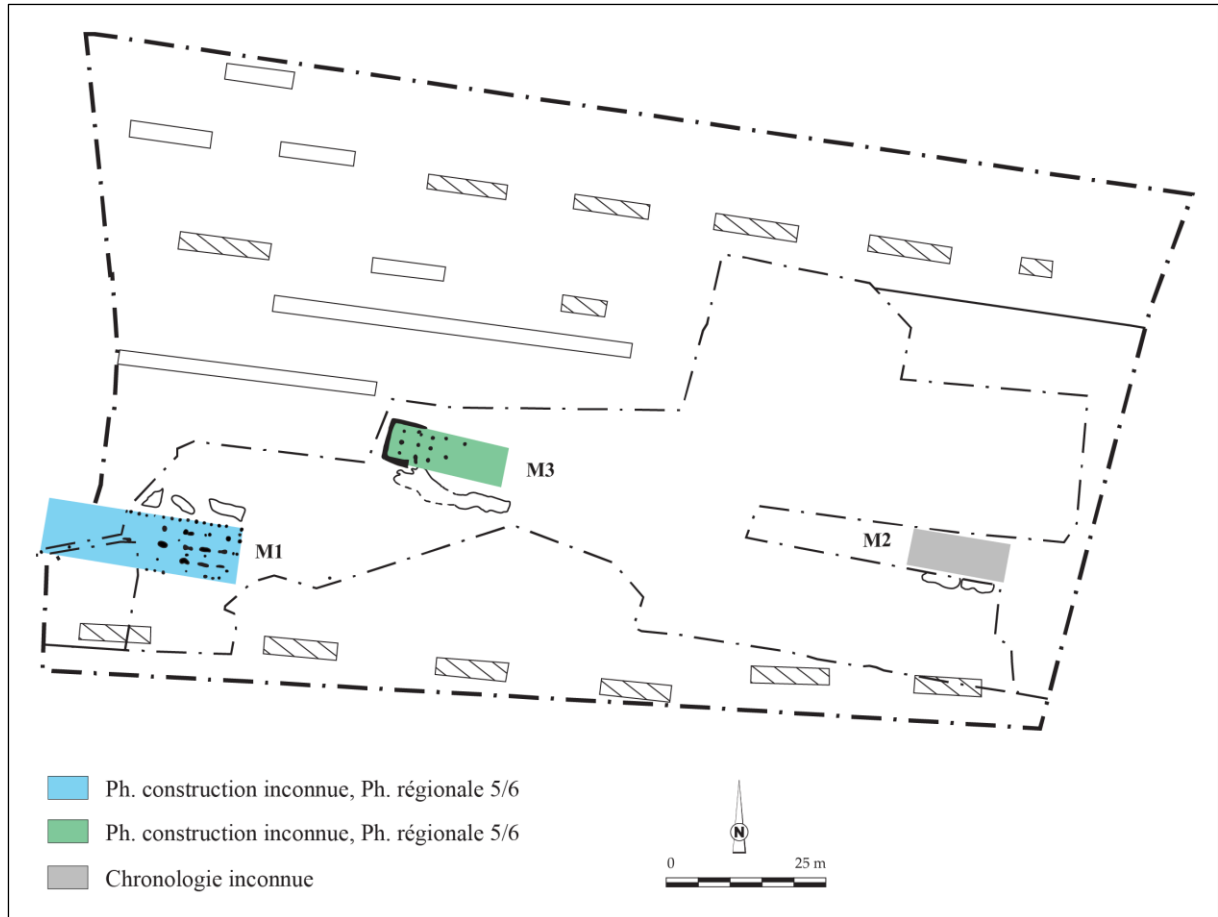 M3
M1
M2
Ph. construction inconnue, Ph. régionale 5/6
Ph. construction inconnue, Ph. régionale 5/6
Chronologie inconnue
N
0 25 m